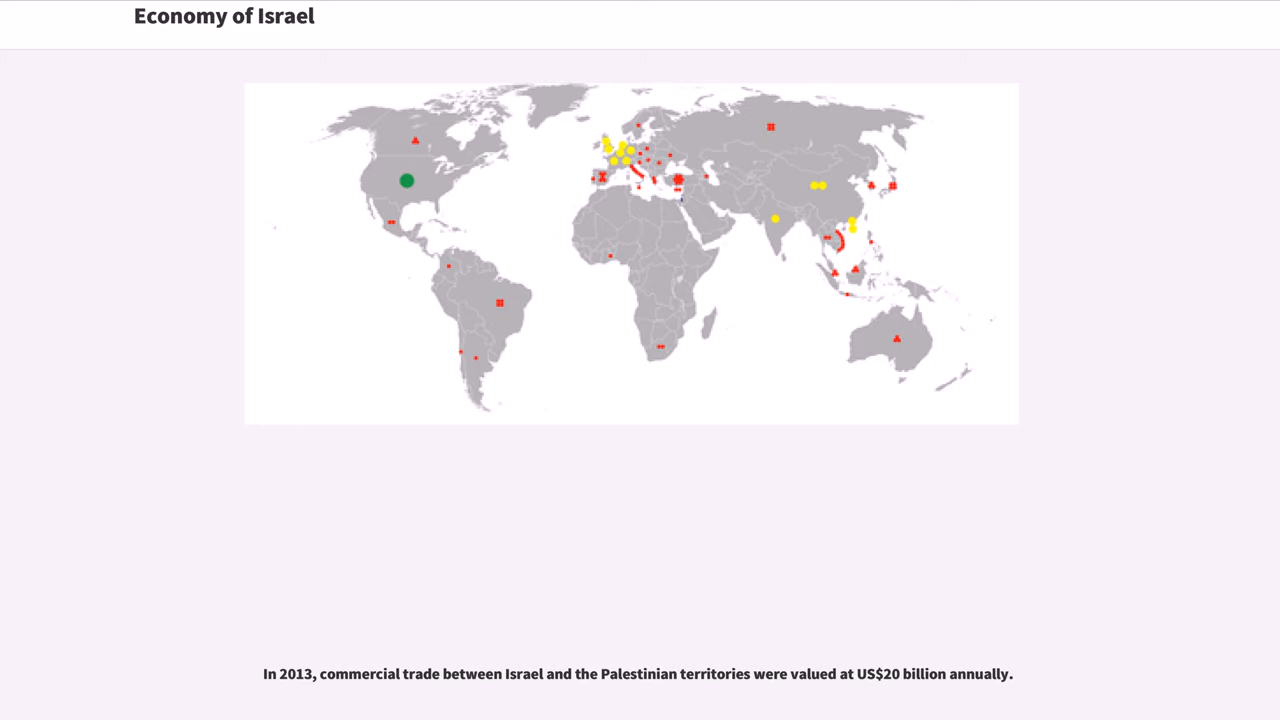 Economy of Israel
In 2013, commercial trade between Israel and the Palestinian territories were valued at US$20 billion annually.